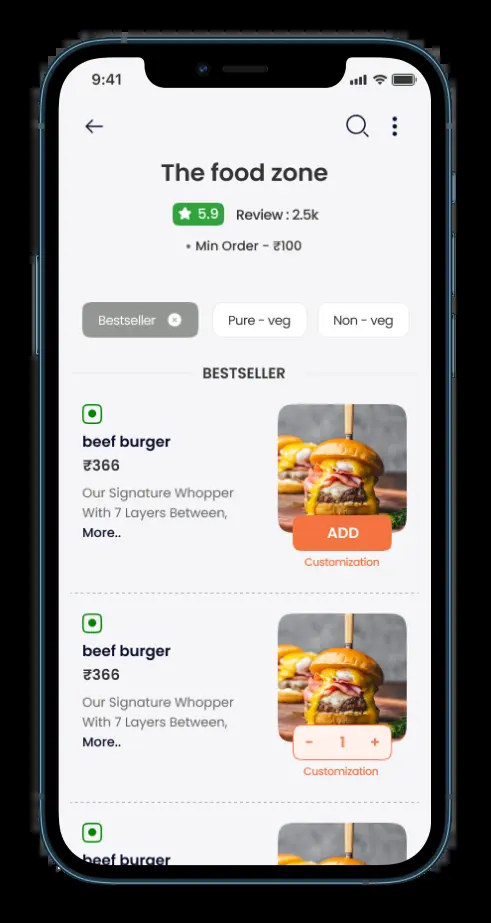 9:41
The food zone
5.9 Review : 2.5k
• Min Order - ₹100
Bestseller Pure - veg Non - veg
BESTSELLER
beef burger
₹366
Our Signature Whopper
With 7 Layers Between,
More..
ADD
Customization
beef burger
₹366
Our Signature Whopper
With 7 Layers Between,
More..
- 1 +
Customization
beef burger